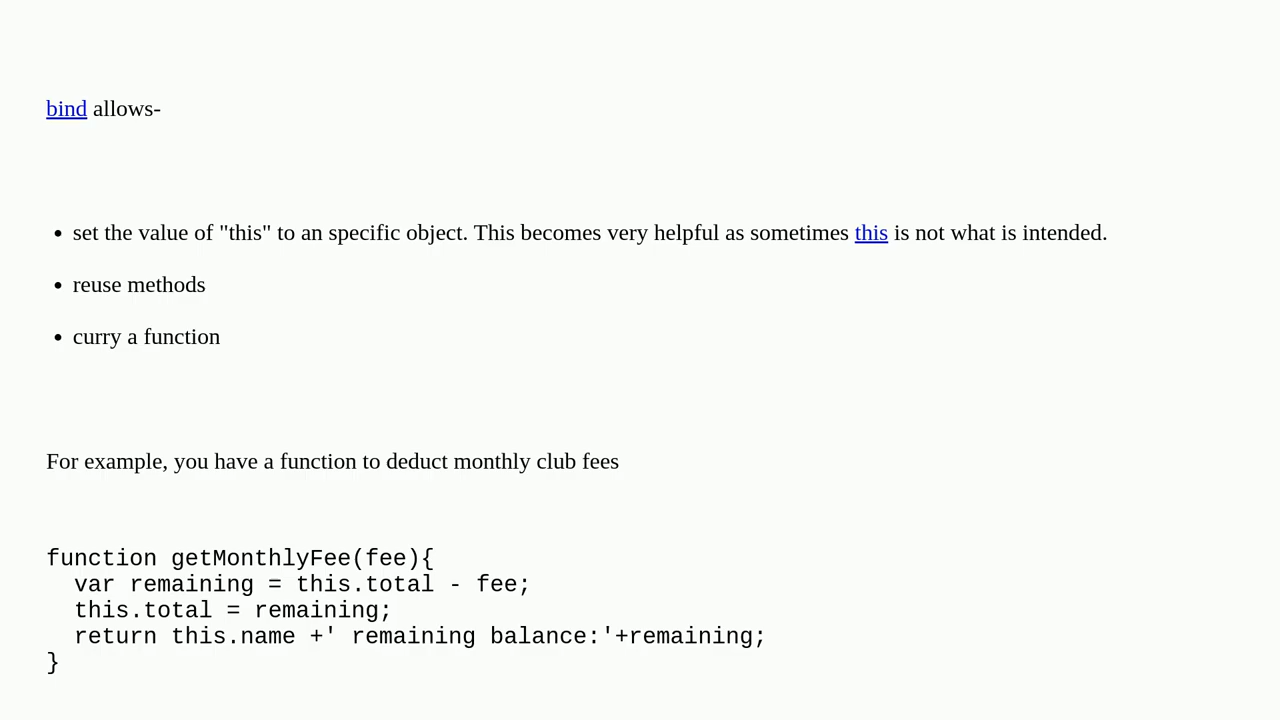 bind allows-
• set the value of "this" to an specific object. This becomes very helpful as sometimes this is not what is intended.
• reuse methods
• curry a function
For example, you have a function to deduct monthly club fees
function getMonthlyFee(fee){
  var remaining = this.total - fee;
  this.total = remaining;
  return this.name +' remaining balance:'+remaining;
}